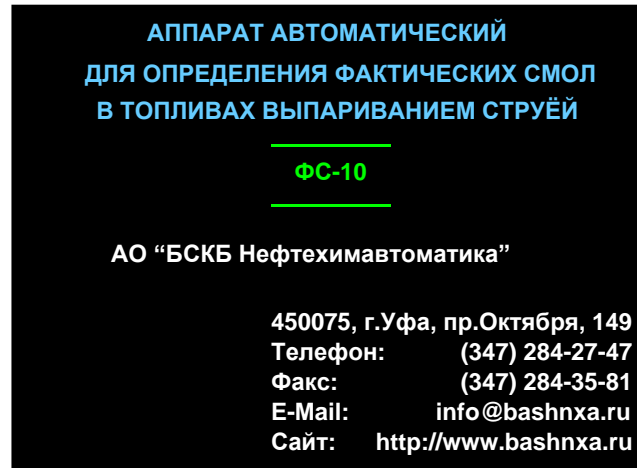 АППАРАТ АВТОМАТИЧЕСКИЙ
ДЛЯ ОПРЕДЕЛЕНИЯ ФАКТИЧЕСКИХ СМОЛ
В ТОПЛИВАХ ВЫПАРИВАНИЕМ СТРУЁЙ
ФС-10
АО “БСКБ Нефтехимавтоматика”
450075, г.Уфа, пр.Октября, 149
Телефон: (347) 284-27-47
Факс: (347) 284-35-81
E-Mail: info@bashnxa.ru
Сайт: http://www.bashnxa.ru